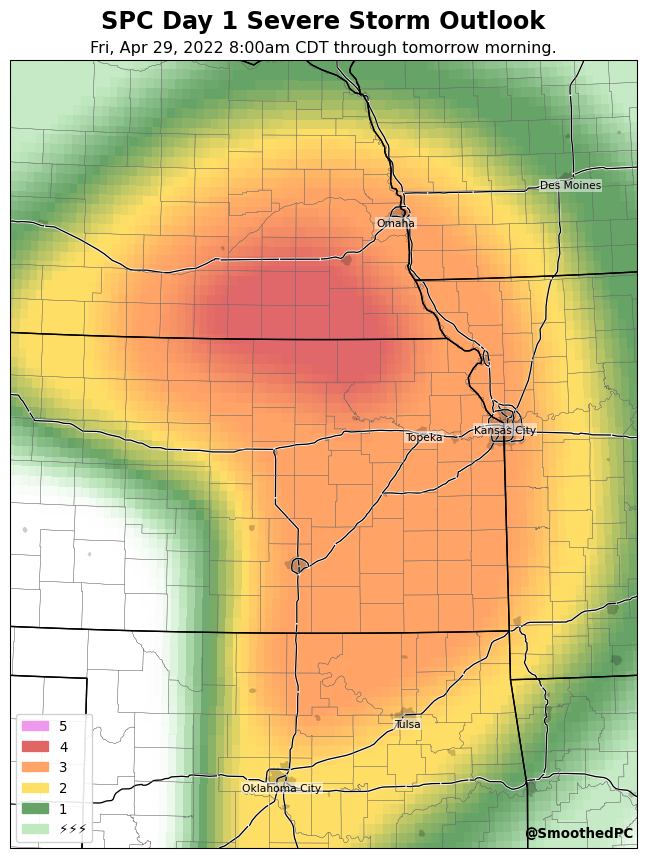 SPC Day 1 Severe Storm Outlook
Fri, Apr 29, 2022 8:00am CDT through tomorrow morning.
Des Moines
Omaha
Kansas City
Topeka
Tulsa
Oklahoma City
5
4
3
2
1
⚡⚡⚡
@SmoothedPC